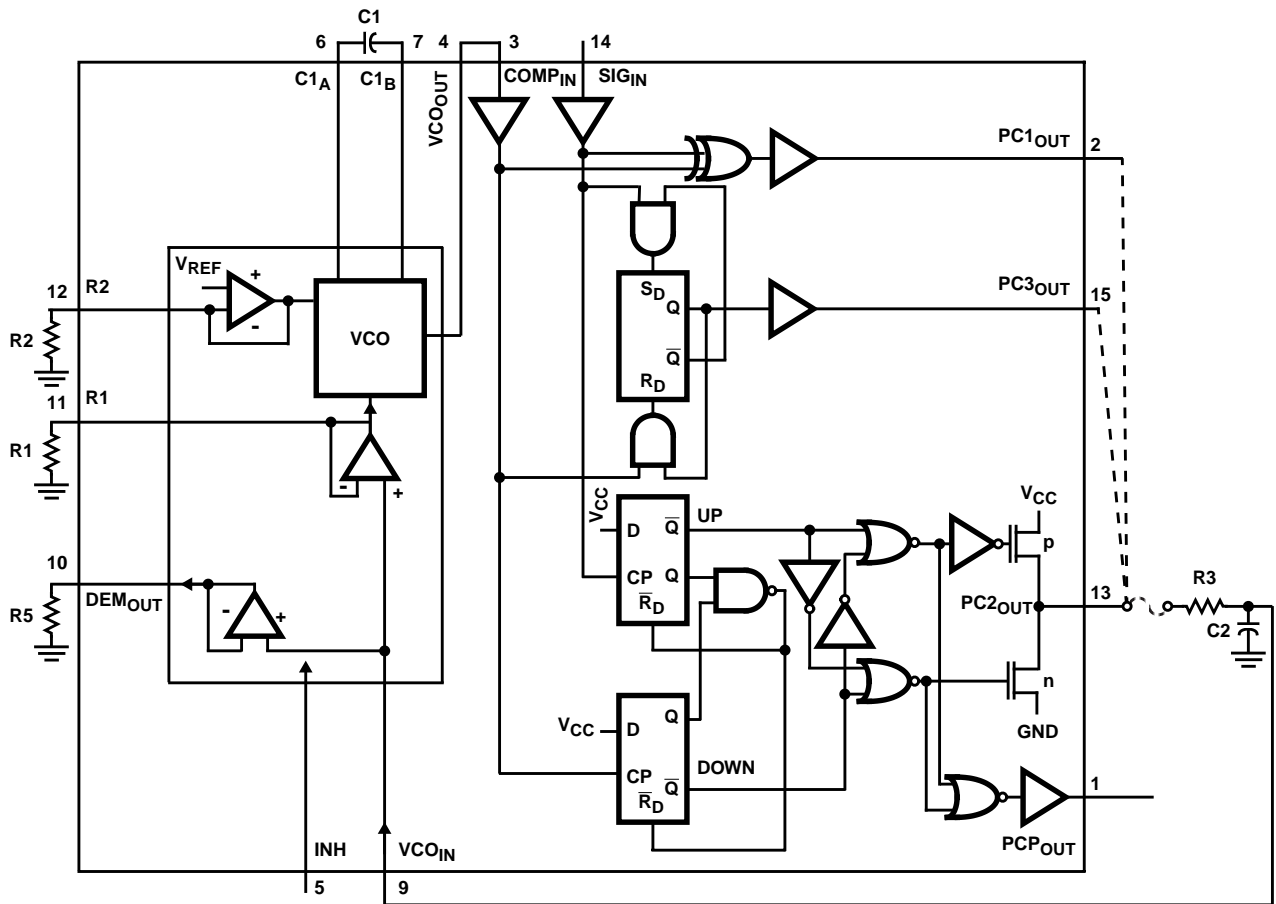 C1
6 7 4 3 14
C1A C1B VCOOUT COMPIN SIGIN
PC1OUT 2
VREF +
12 R2
-
R2
VCO
SD
Q
Q
RD
PC3OUT 15
11 R1
R1
- +
VCC
D Q UP
CP Q
RD
VCC
p
10
DEMOUT
R5
- +
PC2OUT 13
R3
C2
n
GND
VCC D Q
CP
RD Q DOWN
1
PCPOUT
INH VCOIN
5 9